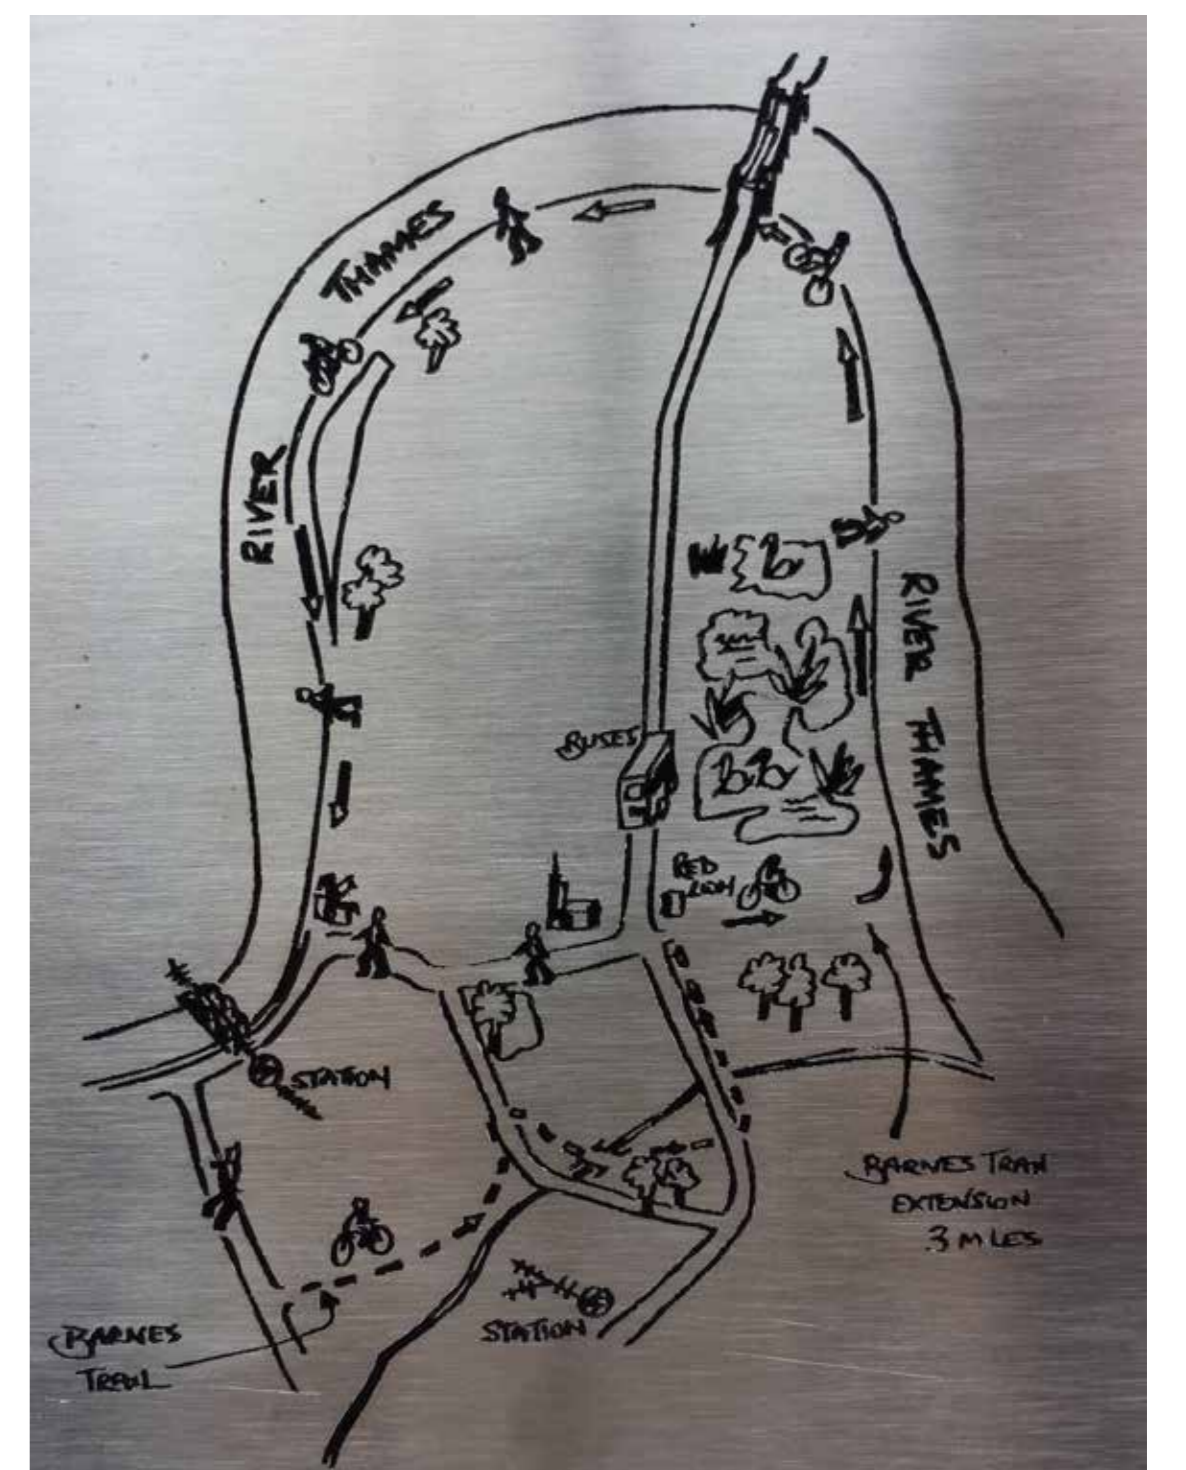 THAMES
RIVER
RIVER THAMES
BUSES
RED
LION
STATION
BARNES TRAIL
EXTENSION
3 MILES
STATION
BARNES
TRAIL